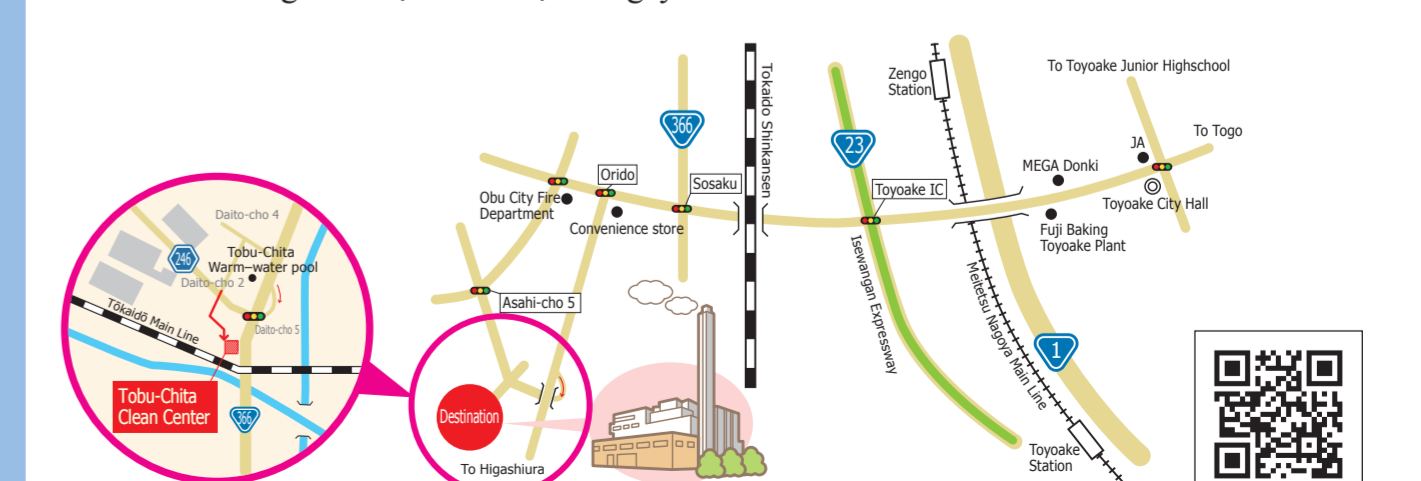 Zengo
Station
To Toyoake Junior Highschool
Tokaido Shinkansen
366
23
JA
To Togo
MEGA Donki
Orido
Sosaku
Toyoake IC
Obu City Fire
Department
Convenience store
Toyoake City Hall
Fuji Baking
Toyoake Plant
Daito-cho 4
246
Tobu-Chita
Warm-water pool
Daito-cho 2
Tōkaidō Main Line
Daito-cho 5
Asahi-cho 5
Isewangan Expressway
Meitetsu Nagoya Main Line
1
Tobu-Chita
Clean Center
366
Destination
To Higashiura
Toyoake
Station